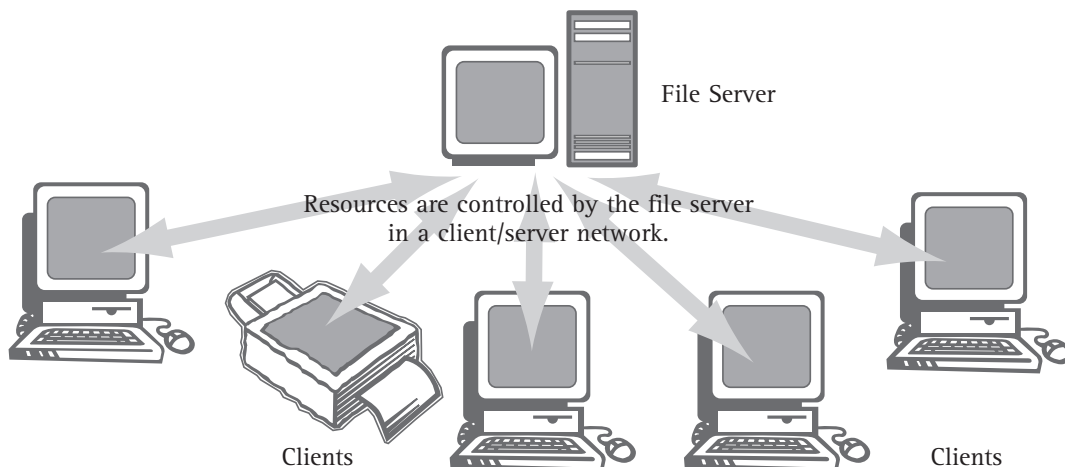 File Server
Resources are controlled by the file server
in a client/server network.
Clients
Clients